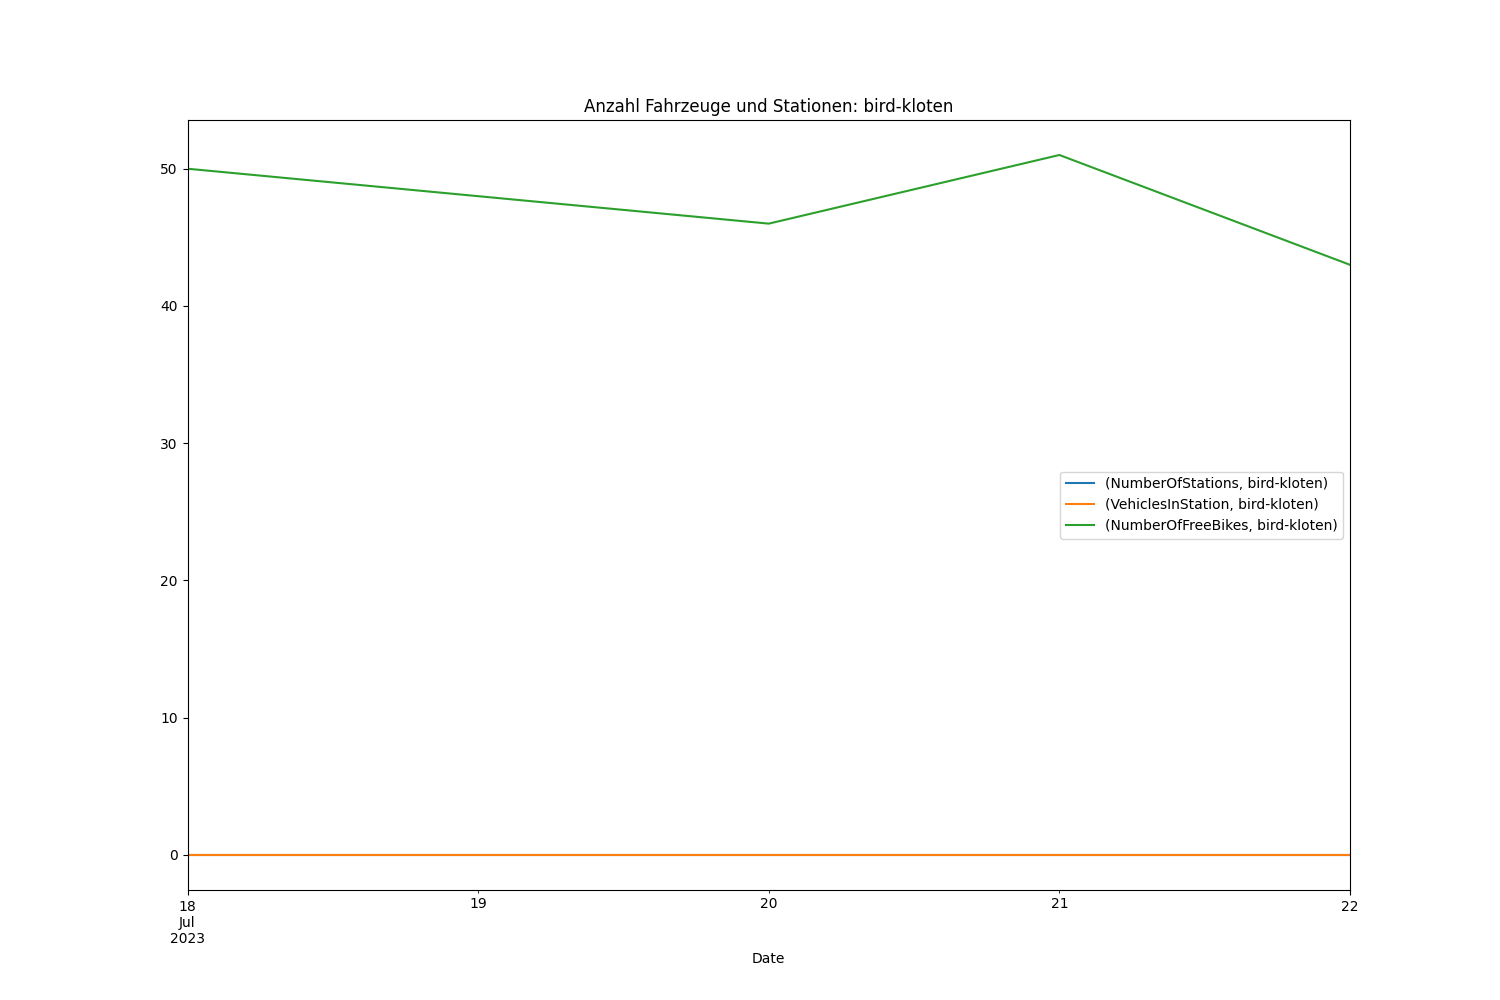 Anzahl Fahrzeuge und Stationen: bird-kloten
50
40
30
20
10
0
(NumberOfStations, bird-kloten)
(VehiclesInStation, bird-kloten)
(NumberOfFreeBikes, bird-kloten)
18 19 20 21 22
Jul
2023
Date